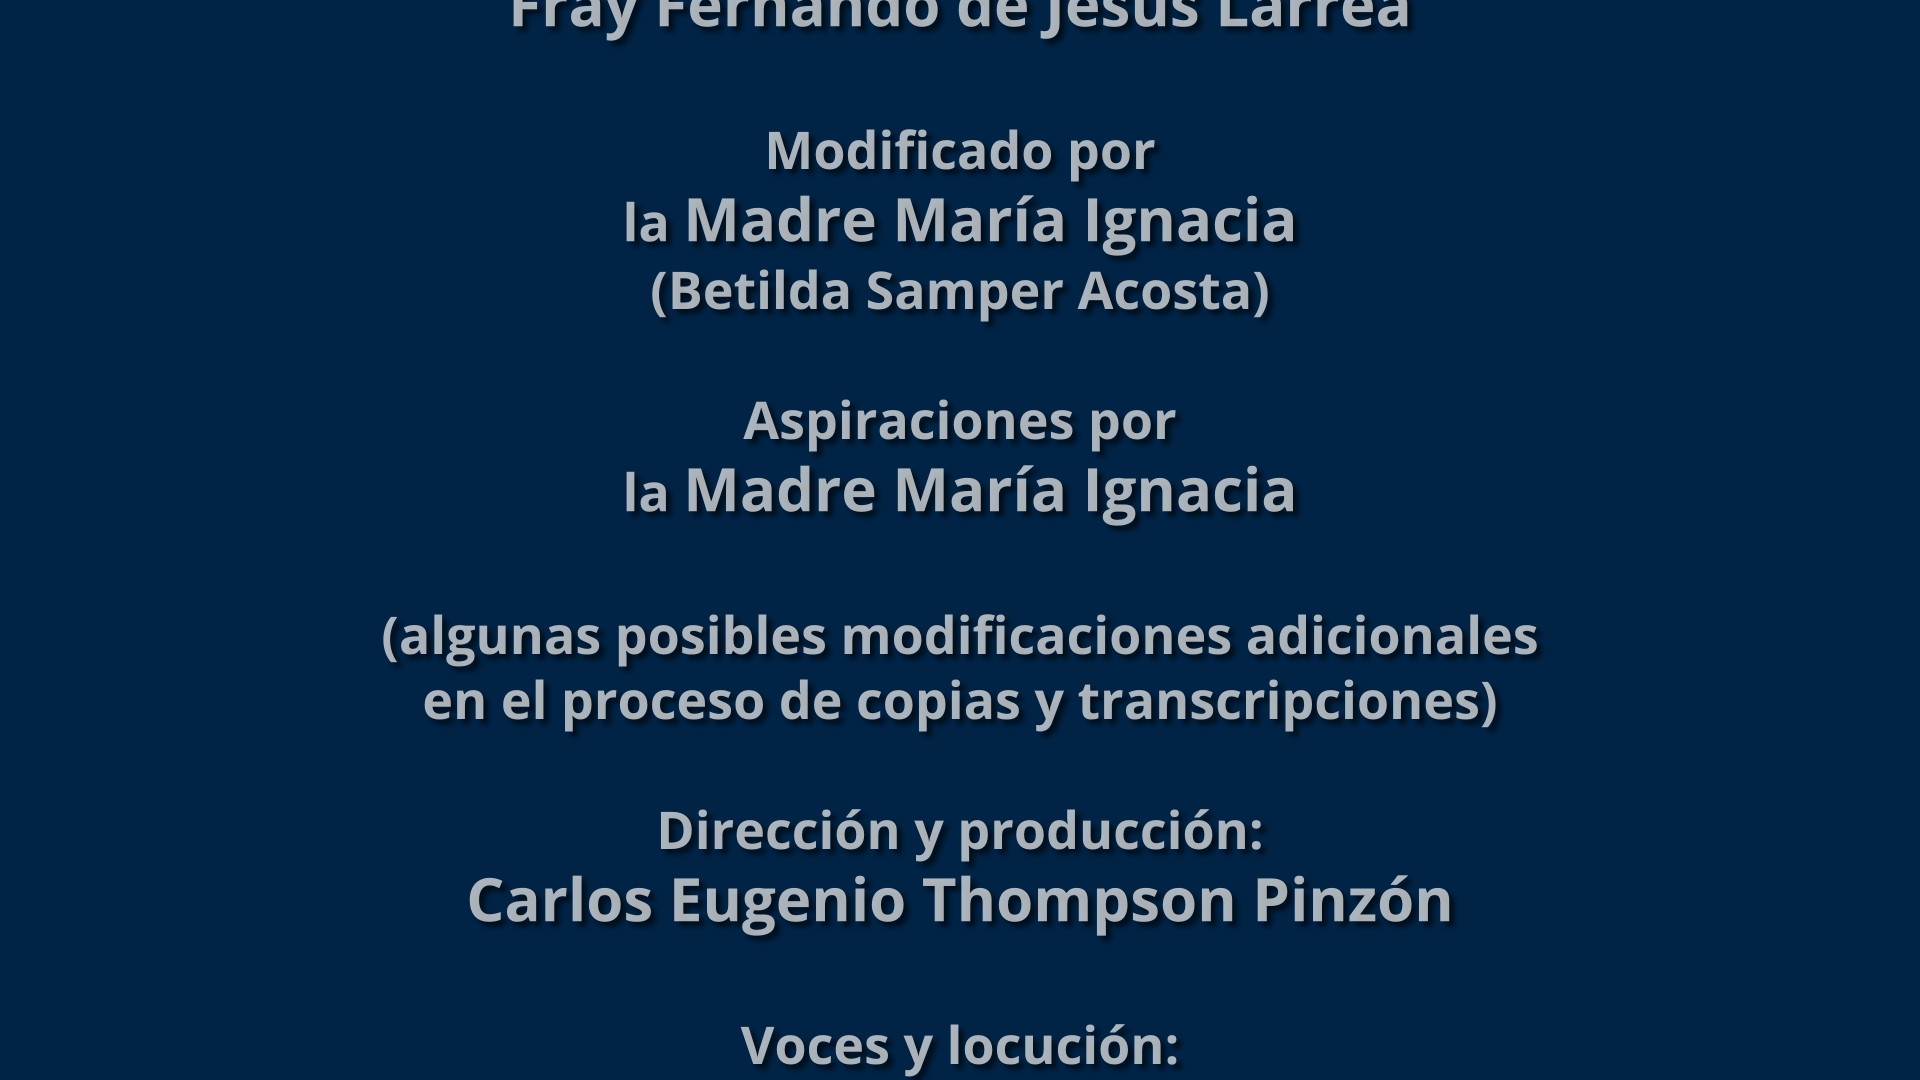 Fray Fernando de Jesús Larrea
Modificado por
la Madre María Ignacia
(Betilda Samper Acosta)
Aspiraciones por
la Madre María Ignacia
(algunas posibles modificaciones adicionales
en el proceso de copias y transcripciones)
Dirección y producción:
Carlos Eugenio Thompson Pinzón
Voces y locución: